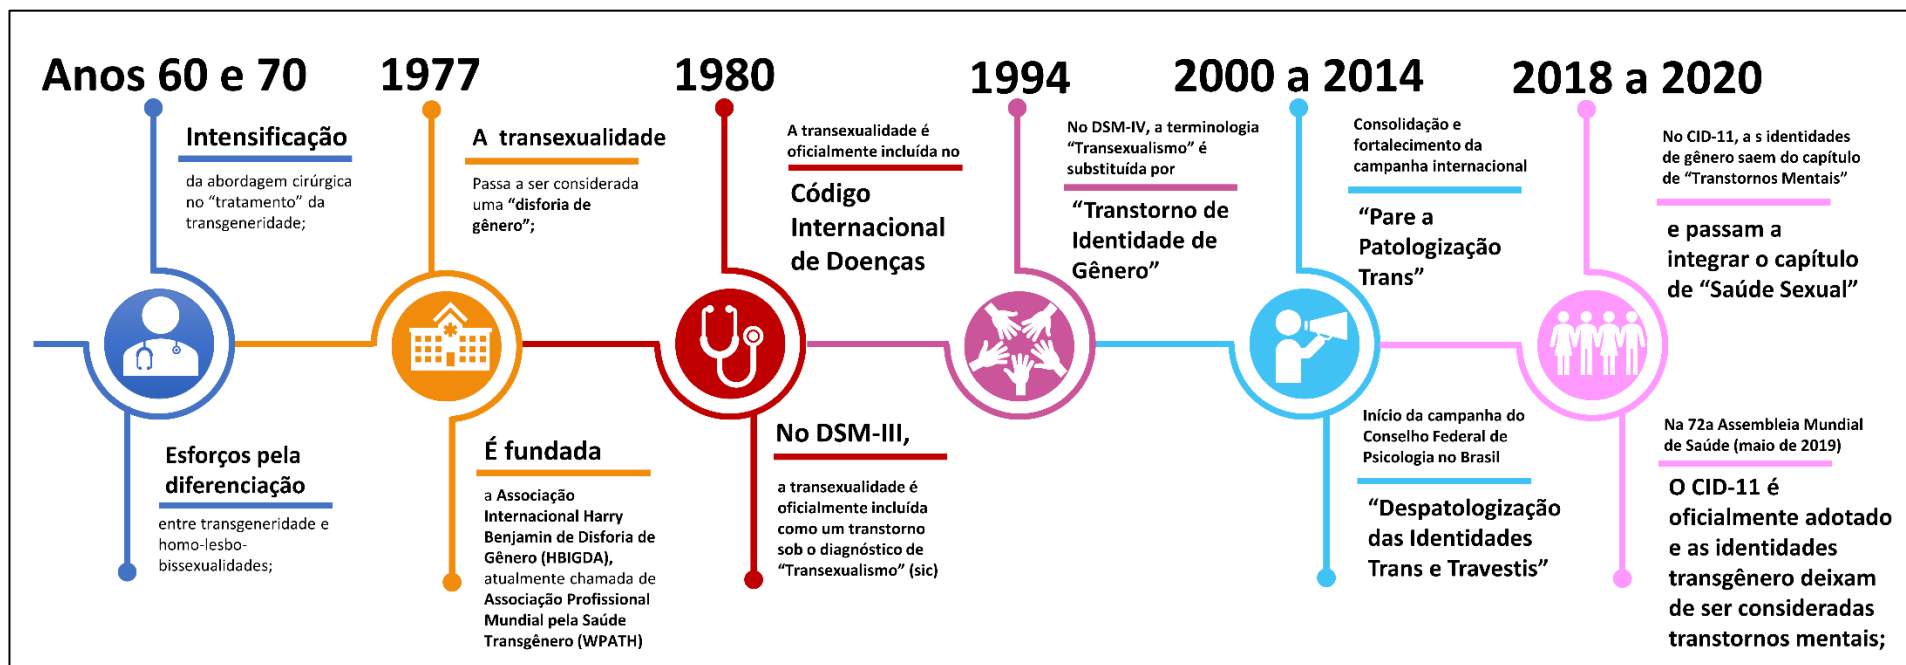 Anos 60 e 70
Intensificação
da abordagem cirúrgica
no “tratamento” da
transgeneridade;
Esforços pela
diferenciação
entre transgeneridade e
homo-lesbo-
bissexualidades;
1977
A transexualidade
Passa a ser considerada
uma “disforia de
gênero”;
É fundada
a Associação
Internacional Harry
Benjamin de Disforia de
Gênero (HBIGDA),
atualmente chamada de
Associação Profissional
Mundial pela Saúde
Transgênero (WPATH)
1980
A transexualidade é
oficialmente incluída no
Código
Internacional
de Doenças
No DSM-III,
a transexualidade é
oficialmente incluída
como um transtorno
sob o diagnóstico de
“Transexualismo” (sic)
1994
No DSM-IV, a terminologia
“Transexualismo” é
substituída por
“Transtorno de
Identidade de
Gênero”
2000 a 2014
Consolidação e
fortalecimento da
campanha internacional
“Pare a
Patologização
Trans”
Início da campanha do
Conselho Federal de
Psicologia no Brasil
“Despatologização
das Identidades
Trans e Travestis”
2018 a 2020
No CID-11, a s identidades
de gênero saem do capítulo
de “Transtornos Mentais”
e passam a
integrar o capítulo
de “Saúde Sexual”
Na 72a Assembleia Mundial
de Saúde (maio de 2019)
O CID-11 é
oficialmente adotado
e as identidades
transgênero deixam
de ser consideradas
transtornos mentais;